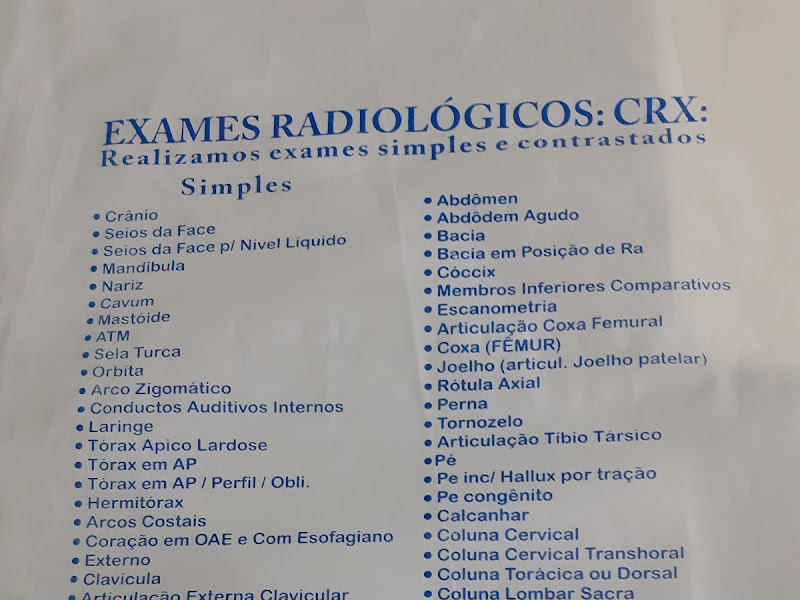 EXAMES RADIOLÓGICOS: CRX:
Realizamos exames simples e contrastados
Simples
• Crânio
• Seios da Face
• Seios da Face p/ Nivel Líquido
• Mandibula
• Nariz
• Cavum
• Mastóide
• ATM
• Sela Turca
• Orbita
• Arco Zigomático
• Conductos Auditivos Internos
• Laringe
• Tórax Apico Lardose
• Tórax em AP
• Tórax em AP / Perfil / Obli.
• Hermitórax
• Arcos Costais
• Coração em OAE e Com Esofagiano
• Externo
• Clavícula
• Articulação Externa Clavicular
• Abdômen
• Abdôdem Agudo
• Bacia
• Bacia em Posição de Ra
• Cóccix
• Membros Inferiores Comparativos
• Escanometria
• Articulação Coxa Femural
• Coxa (FÊMUR)
• Joelho (articul. Joelho patelar)
• Rótula Axial
• Perna
• Tornozelo
• Articulação Tíbio Társico
• Pé
• Pe inc/ Hallux por tração
• Pe congênito
• Calcanhar
• Coluna Cervical
• Coluna Cervical Transhoral
• Coluna Torácica ou Dorsal
• Coluna Lombar Sacra